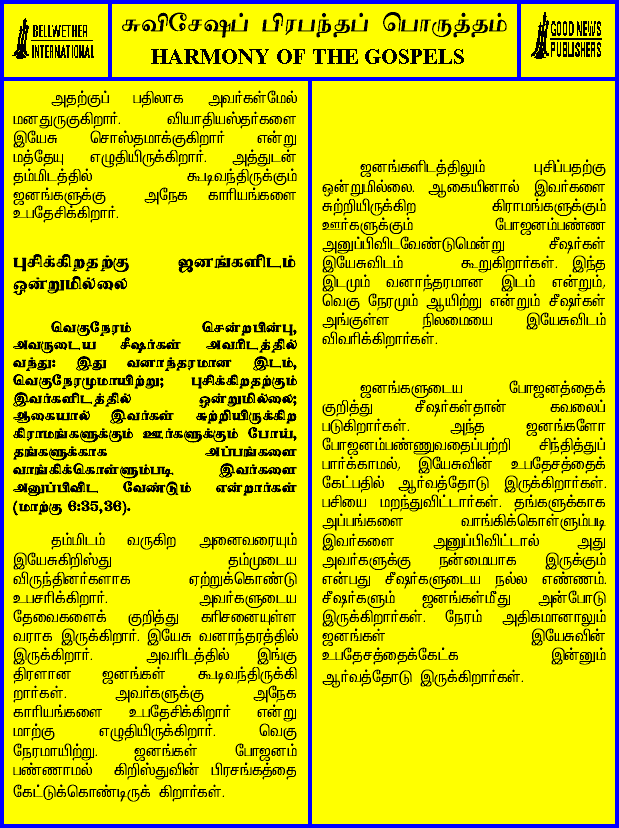 BELLWETHER
INTERNATIONAL
சுவிசேஷப் பிரபந்தப் பொருத்தம்
HARMONY OF THE GOSPELS
GOOD NEWS
PUBLISHERS
அதற்குப் பதிலாக அவர்கள்மேல்
மனதுருகுகிறார். வியாதியஸ்தர்களை
இயேசு சொஸ்தமாக்குகிறார் என்று
மத்தேயு எழுதியிருக்கிறார். அத்துடன்
தம்மிடத்தில் கூடிவந்திருக்கும்
ஜனங்களுக்கு அநேக காரியங்களை
உபதேசிக்கிறார்.
புசிக்கிறதற்கு ஜனங்களிடம்
ஒன்றுமில்லை
வெகுநேரம் சென்றபின்பு,
அவருடைய சீஷர்கள் அவரிடத்தில்
வந்து: இது வனாந்தரமான இடம்,
வெகுநேரமுமாயிற்று; புசிக்கிறதற்கும்
இவர்களிடத்தில் ஒன்றுமில்லை;
ஆகையால் இவர்கள் சுற்றியிருக்கிற
கிராமங்களுக்கும் ஊர்களுக்கும் போய்,
தங்களுக்காக அப்பங்களை
வாங்கிக்கொள்ளும்படி இவர்களை
அனுப்பிவிட வேண்டும் என்றார்கள்
(மாற்கு 6:35,36).
தம்மிடம் வருகிற அனைவரையும்
இயேசுகிறிஸ்து தம்முடைய
விருந்தினர்களாக ஏற்றுக்கொண்டு
உபசரிக்கிறார். அவர்களுடைய
தேவைகளைக் குறித்து கரிசனையுள்ள
வராக இருக்கிறார். இயேசு வனாந்தரத்தில்
இருக்கிறார். அவரிடத்தில் இங்கு
திரளான ஜனங்கள் கூடிவந்திருக்கி
றார்கள். அவர்களுக்கு அநேக
காரியங்களை உபதேசிக்கிறார் என்று
மாற்கு எழுதியிருக்கிறார். வெகு
நேரமாயிற்று. ஜனங்கள் போஜனம்
பண்ணாமல் கிறிஸ்துவின் பிரசங்கத்தை
கேட்டுக்கொண்டிருக் கிறார்கள்.
ஜனங்களிடத்திலும் புசிப்பதற்கு
ஒன்றுமில்லை. ஆகையினால் இவர்களை
சுற்றியிருக்கிற கிராமங்களுக்கும்
ஊர்களுக்கும் போஜனம்பண்ண
அனுப்பிவிடவேண்டுமென்று சீஷர்கள்
இயேசுவிடம் கூறுகிறார்கள். இந்த
இடமும் வனாந்தரமான இடம் என்றும்,
வெகு நேரமும் ஆயிற்று என்றும் சீஷர்கள்
அங்குள்ள நிலமையை இயேசுவிடம்
விவரிக்கிறார்கள்.
ஜனங்களுடைய போஜனத்தைக்
குறித்து சீஷர்கள்தான் கவலைப்
படுகிறார்கள். அந்த ஜனங்களோ
போஜனம்பண்ணுவதைப்பற்றி சிந்தித்துப்
பார்க்காமல், இயேசுவின் உபதேசத்தைக்
கேட்பதில் ஆர்வத்தோடு இருக்கிறார்கள்.
பசியை மறந்துவிட்டார்கள். தங்களுக்காக
அப்பங்களை வாங்கிக்கொள்ளும்படி
இவர்களை அனுப்பிவிட்டால் அது
அவர்களுக்கு நன்மையாக இருக்கும்
என்பது சீஷர்களுடைய நல்ல எண்ணம்.
சீஷர்களும் ஜனங்கள்மீது அன்போடு
இருக்கிறார்கள். நேரம் அதிகமானாலும்
ஜனங்கள் இயேசுவின்
உபதேசத்தைக்கேட்க இன்னும்
ஆர்வத்தோடு இருக்கிறார்கள்.